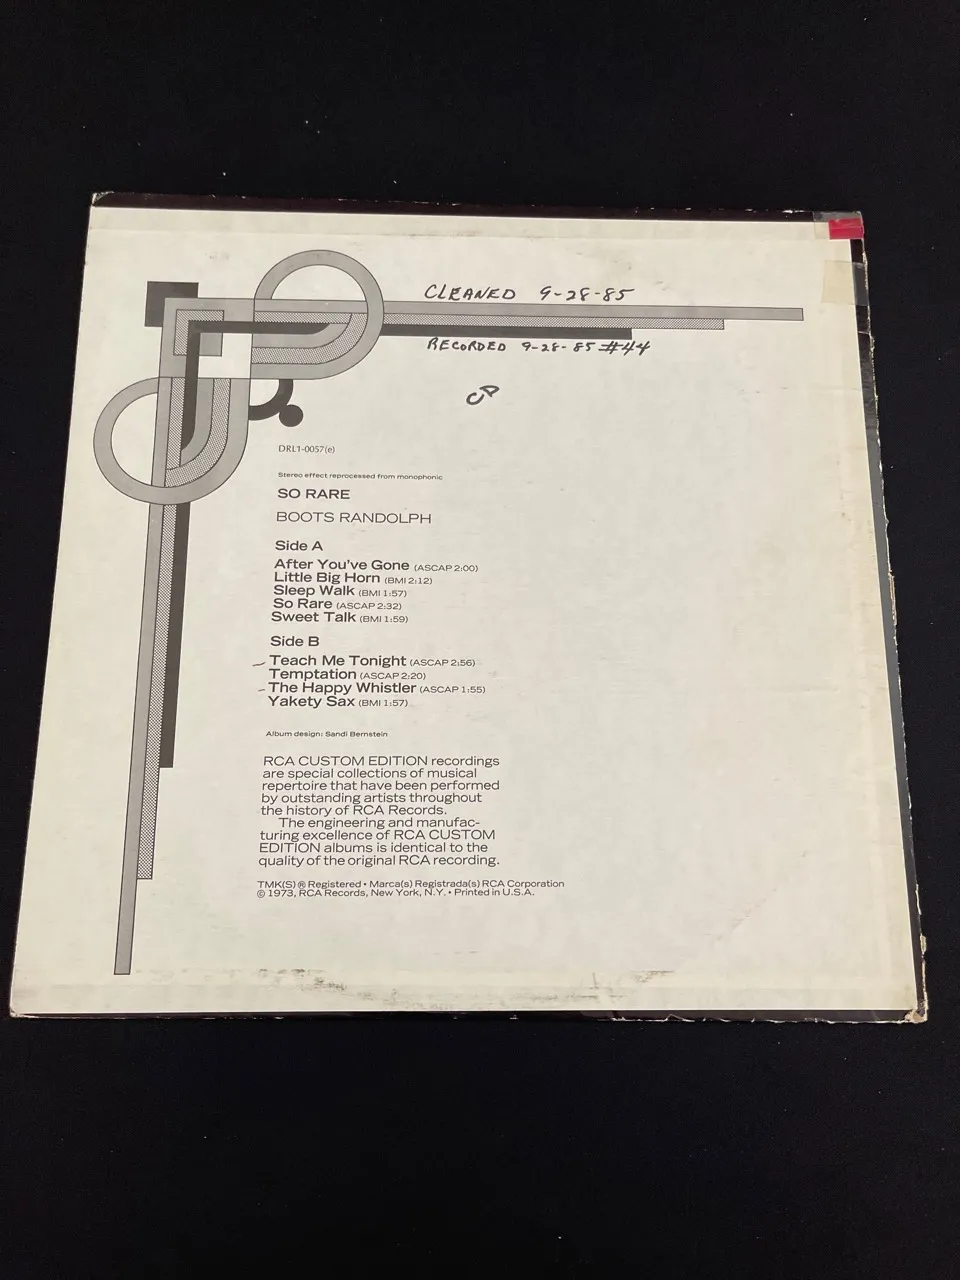 CLEANED 9-28-85
RECORDED 9-28-85 #44
DRL1-0057(e)
Stereo effect reprocessed from monophonic
SO RARE
BOOTS RANDOLPH
Side A
After You've Gone (ASCAP 2:00)
Little Big Horn (BMI 2:12)
Sleep Walk (BMI 1:57)
So Rare (ASCAP 2:32)
Sweet Talk (BMI 1:59)
Side B
Teach Me Tonight (ASCAP 2:56)
Temptation (ASCAP 2:20)
The Happy Whistler (ASCAP 1:55)
Yakety Sax (BMI 1:57)
Album design: Sandi Bernstein
RCA CUSTOM EDITION recordings
are special collections of musical
repertoire that have been performed
by outstanding artists throughout
the history of RCA Records.
The engineering and manufac-
turing excellence of RCA CUSTOM
EDITION albums is identical to the
quality of the original RCA recording.
TMK(S) ® Registered • Marca(s) Registrada(s) RCA Corporation
© 1973, RCA Records, New York, N.Y. • Printed in U.S.A.